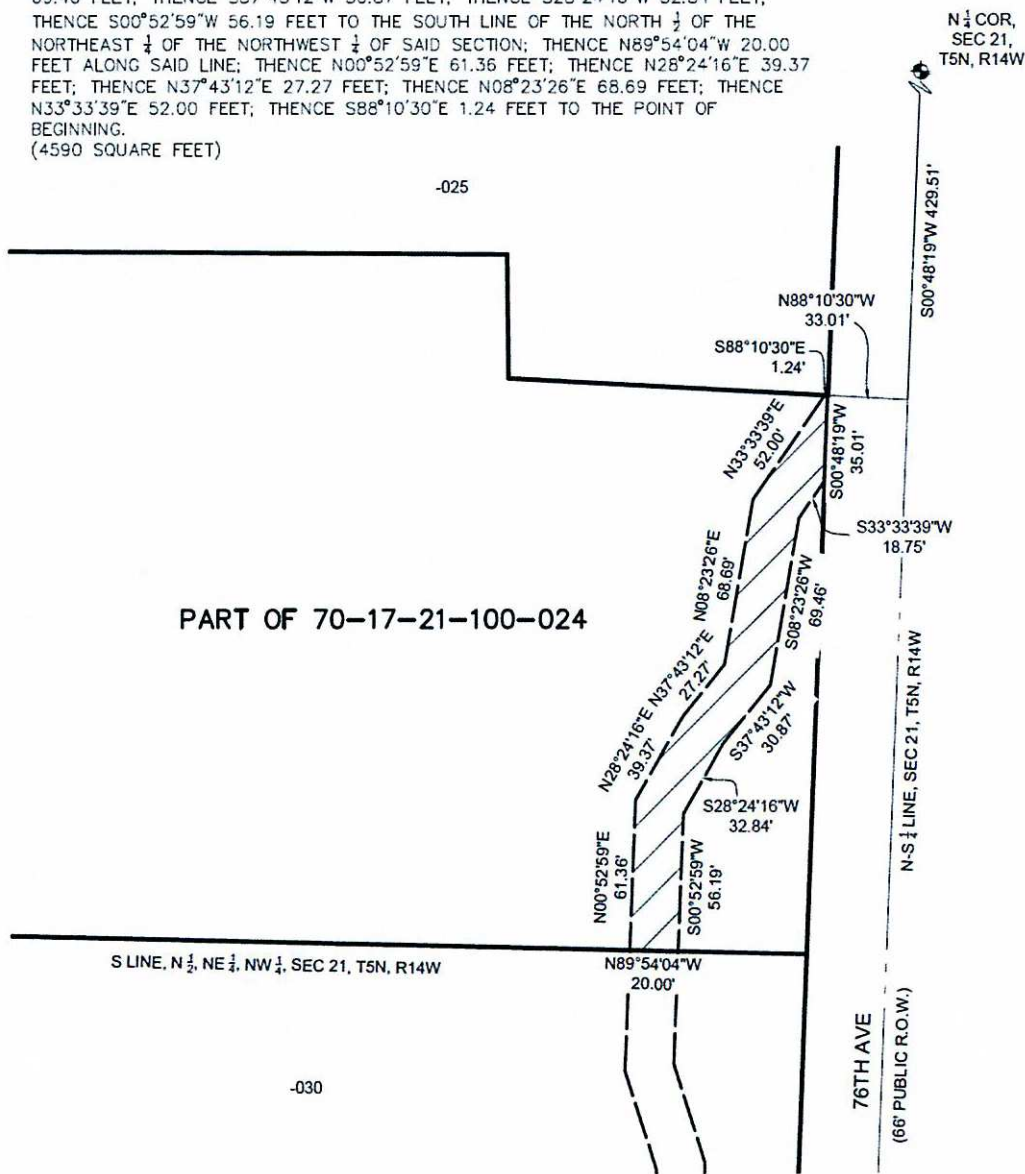 THENCE S00°52'59"W 56.19 FEET TO THE SOUTH LINE OF THE NORTH ½ OF THE
NORTHEAST ¼ OF THE NORTHWEST ¼ OF SAID SECTION; THENCE N89°54'04"W 20.00
FEET ALONG SAID LINE; THENCE N00°52'59"E 61.36 FEET; THENCE N28°24'16"E 39.37
FEET; THENCE N37°43'12"E 27.27 FEET; THENCE N08°23'26"E 68.69 FEET; THENCE
N33°33'39"E 52.00 FEET; THENCE S88°10'30"E 1.24 FEET TO THE POINT OF
BEGINNING.
(4590 SQUARE FEET)
N ¼ COR,
SEC 21,
T5N, R14W
-025
S00°48'19"W 429.51'
N88°10'30"W
33.01'
S88°10'30"E
1.24'
N33°33'39"E
52.00'
S00°48'19"W
35.01'
S33°33'39"W
18.75'
N08°23'26"E
68.69'
S08°23'26"W
69.46'
PART OF 70-17-21-100-024
N37°43'12"E
27.27'
S37°43'12"W
30.87'
N28°24'16"E
39.37'
S28°24'16"W
32.84'
N00°52'59"E
61.36'
S00°52'59"W
56.19'
N-S ¼ LINE, SEC 21, T5N, R14W
S LINE, N ½, NE ¼, NW ¼, SEC 21, T5N, R14W
N89°54'04"W
20.00'
-030
76TH AVE
(66' PUBLIC R.O.W.)